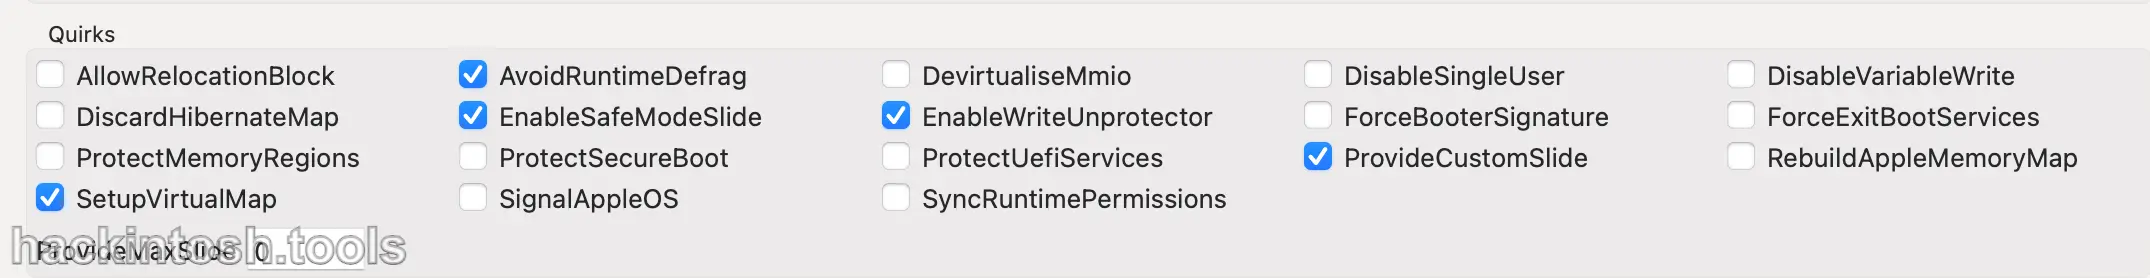 Quirks
AllowRelocationBlock AvoidRuntimeDefrag DevirtualiseMmio DisableSingleUser DisableVariableWrite
DiscardHibernateMap EnableSafeModeSlide EnableWriteUnprotector ForceBooterSignature ForceExitBootServices
ProtectMemoryRegions ProtectSecureBoot ProtectUefiServices ProvideCustomSlide RebuildAppleMemoryMap
SetupVirtualMap SignalAppleOS SyncRuntimePermissions
ProvideMaxSlide 0
hackintosh.tools